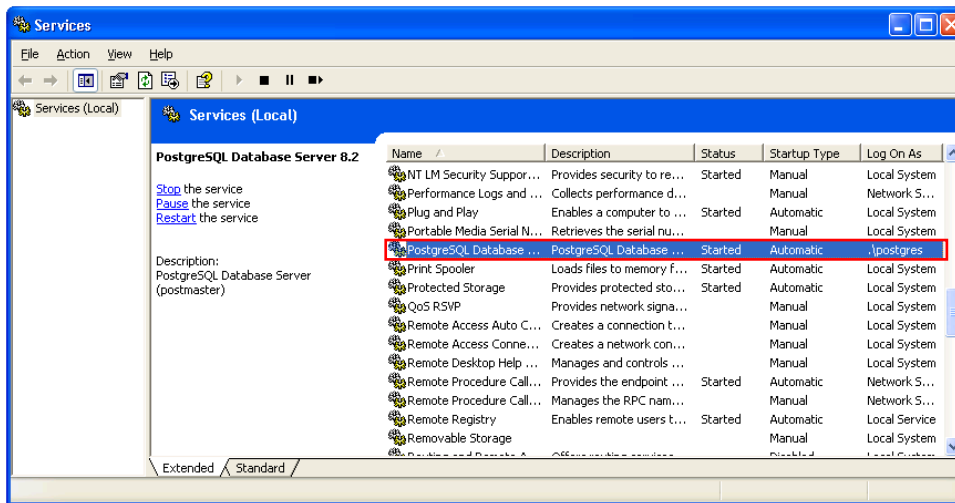 Services
File Action View Help
Services (Local)
Services (Local)
PostgreSQL Database Server 8.2
Stop the service
Pause the service
Restart the service
Description:
PostgreSQL Database Server
(postmaster)
Name Description Status Startup Type Log On As
NT LM Security Suppor... Provides security to re... Started Manual Local System
Performance Logs and ... Collects performance d... Manual Network S...
Plug and Play Enables a computer to ... Started Automatic Local System
Portable Media Serial N... Retrieves the serial nu... Manual Local System
PostgreSQL Database ... PostgreSQL Database ... Started Automatic .\postgres
Print Spooler Loads files to memory f... Started Automatic Local System
Protected Storage Provides protected sto... Started Automatic Local System
QoS RSVP Provides network signa... Manual Local System
Remote Access Auto C... Creates a connection t... Manual Local System
Remote Access Conne... Creates a network con... Manual Local System
Remote Desktop Help ... Manages and controls ... Manual Local System
Remote Procedure Call... Provides the endpoint ... Started Automatic Network S...
Remote Procedure Call... Manages the RPC nam... Manual Network S...
Remote Registry Enables remote users t... Started Automatic Local Service
Removable Storage Manual Local System
Extended Standard